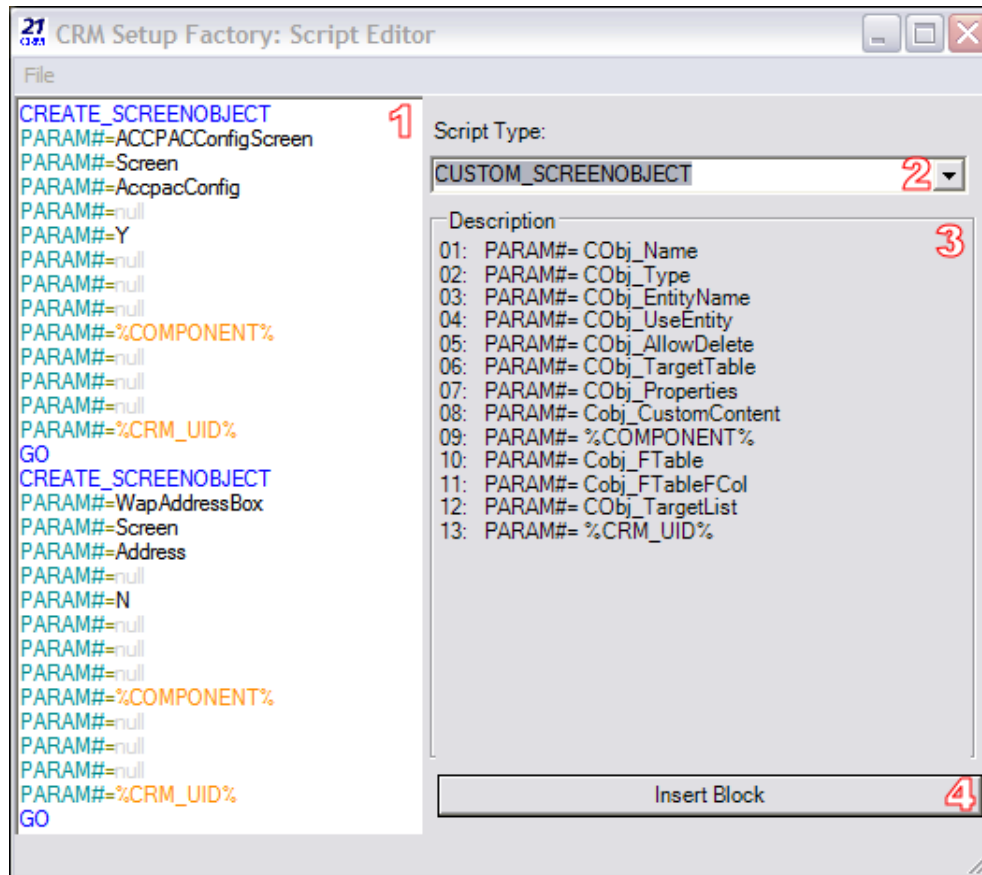 21 CRM CRM Setup Factory: Script Editor
File
CREATE_SCREENOBJECT 1
PARAM#=ACCPACConfigScreen
PARAM#=Screen
PARAM#=AccpacConfig
PARAM#=null
PARAM#=Y
PARAM#=null
PARAM#=null
PARAM#=null
PARAM#=%COMPONENT%
PARAM#=null
PARAM#=null
PARAM#=null
PARAM#=%CRM_UID%
GO
CREATE_SCREENOBJECT
PARAM#=WapAddressBox
PARAM#=Screen
PARAM#=Address
PARAM#=null
PARAM#=N
PARAM#=null
PARAM#=null
PARAM#=null
PARAM#=%COMPONENT%
PARAM#=null
PARAM#=null
PARAM#=null
PARAM#=%CRM_UID%
GO
Script Type:
CUSTOM_SCREENOBJECT 2
Description 3
01: PARAM#= CObj_Name
02: PARAM#= CObj_Type
03: PARAM#= CObj_EntityName
04: PARAM#= CObj_UseEntity
05: PARAM#= CObj_AllowDelete
06: PARAM#= CObj_TargetTable
07: PARAM#= CObj_Properties
08: PARAM#= Cobj_CustomContent
09: PARAM#= %COMPONENT%
10: PARAM#= Cobj_FTable
11: PARAM#= Cobj_FTableFCol
12: PARAM#= CObj_TargetList
13: PARAM#= %CRM_UID%
Insert Block 4